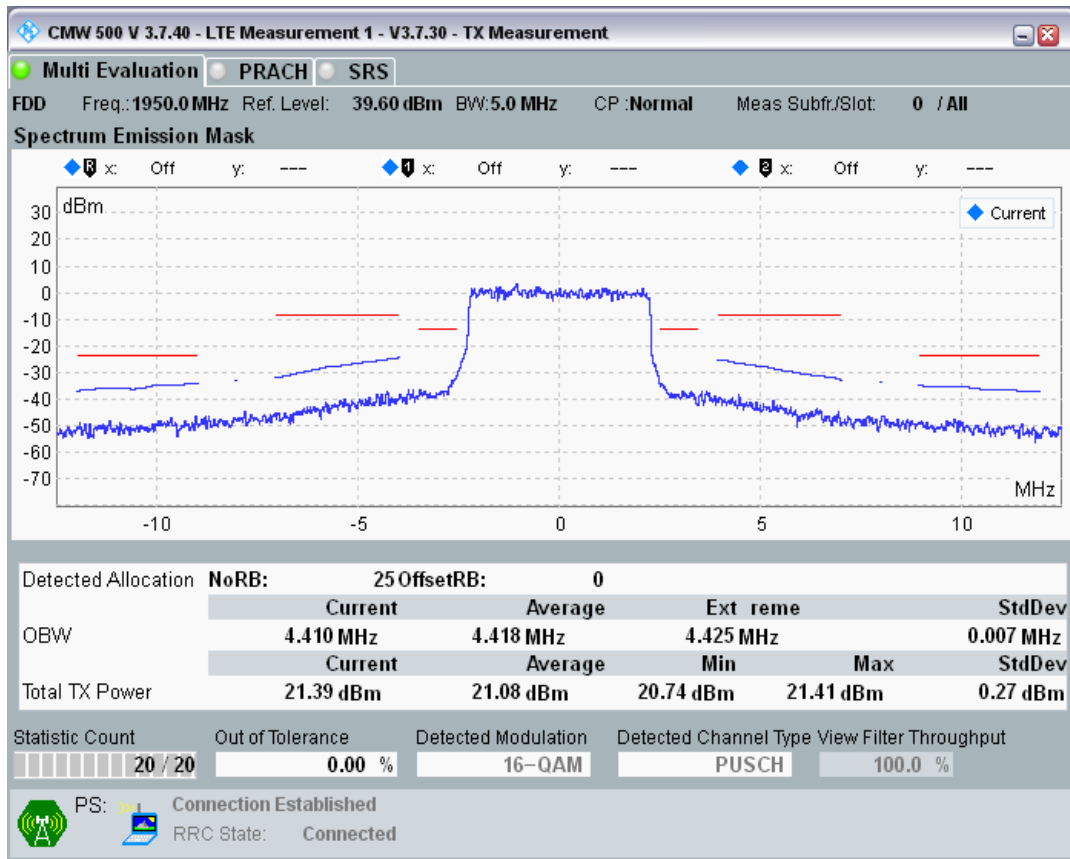 CMW 500 V 3.7.40 - LTE Measurement 1 - V3.7.30 - TX Measurement
Multi Evaluation PRACH SRS
FDD Freq.: 1950.0 MHz Ref. Level: 39.60 dBm BW: 5.0 MHz CP : Normal Meas Subfr./Slot: 0 / All
Spectrum Emission Mask
R x: Off y: --- 1 x: Off y: --- 2 x: Off y: ---
dBm
Current
30
20
10
0
-10
-20
-30
-40
-50
-60
-70
MHz
-10 -5 0 5 10
Detected Allocation NoRB: 25 OffsetRB: 0
Current Average Ext reme StdDev
OBW 4.410 MHz 4.418 MHz 4.425 MHz 0.007 MHz
Current Average Min Max StdDev
Total TX Power 21.39 dBm 21.08 dBm 20.74 dBm 21.41 dBm 0.27 dBm
Statistic Count Out of Tolerance Detected Modulation Detected Channel Type View Filter Throughput
20 / 20 0.00 % 16-QAM PUSCH 100.0 %
PS: Connection Established
RRC State: Connected